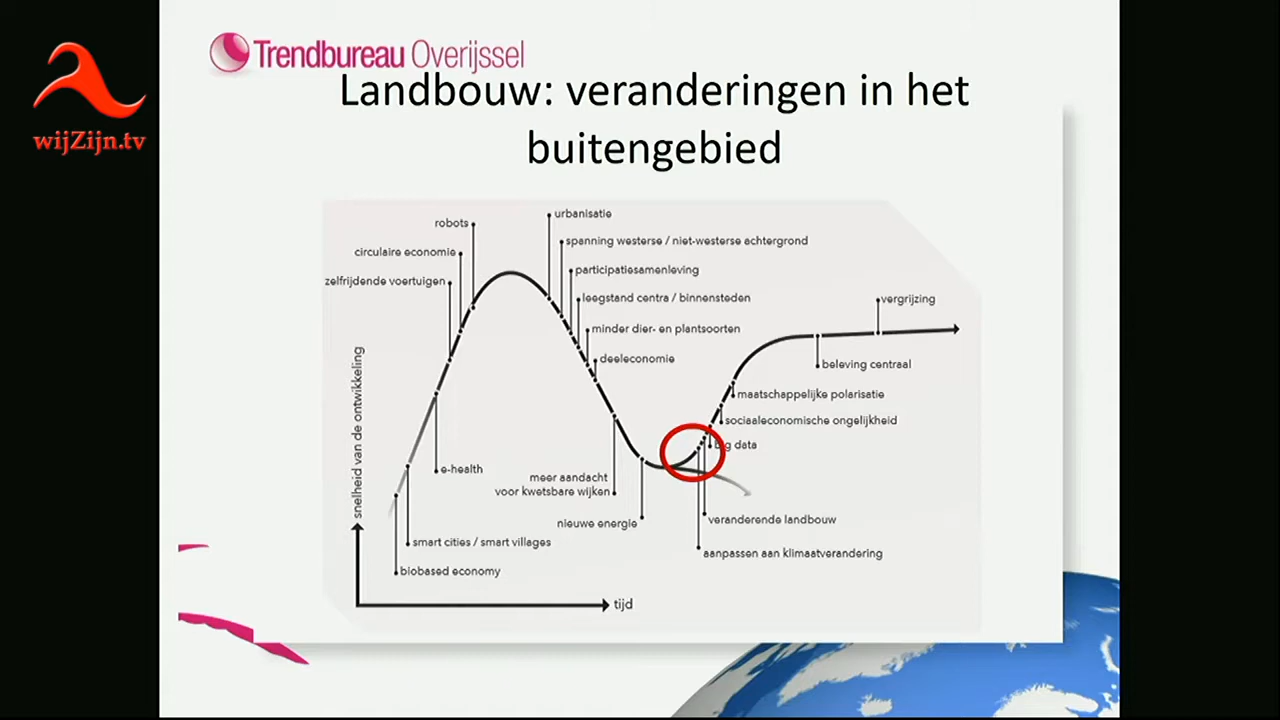 wijZijn.tv
Trendbureau Overijssel
Landbouw: veranderingen in het
buitengebied
urbanisatie
robots
spanning westerse / niet-westerse achtergrond
circulaire economie
participatiesamenleving
zelfrijdende voertuigen
leegstand centra / binnensteden
vergrijzing
minder dier- en plantsoorten
deeleconomie
beleving centraal
maatschappelijke polarisatie
sociaaleconomische ongelijkheid
big data
snelheid van de ontwikkeling
e-health
meer aandacht
voor kwetsbare wijken
nieuwe energie
veranderende landbouw
smart cities / smart villages
aanpassen aan klimaatverandering
biobased economy
tijd